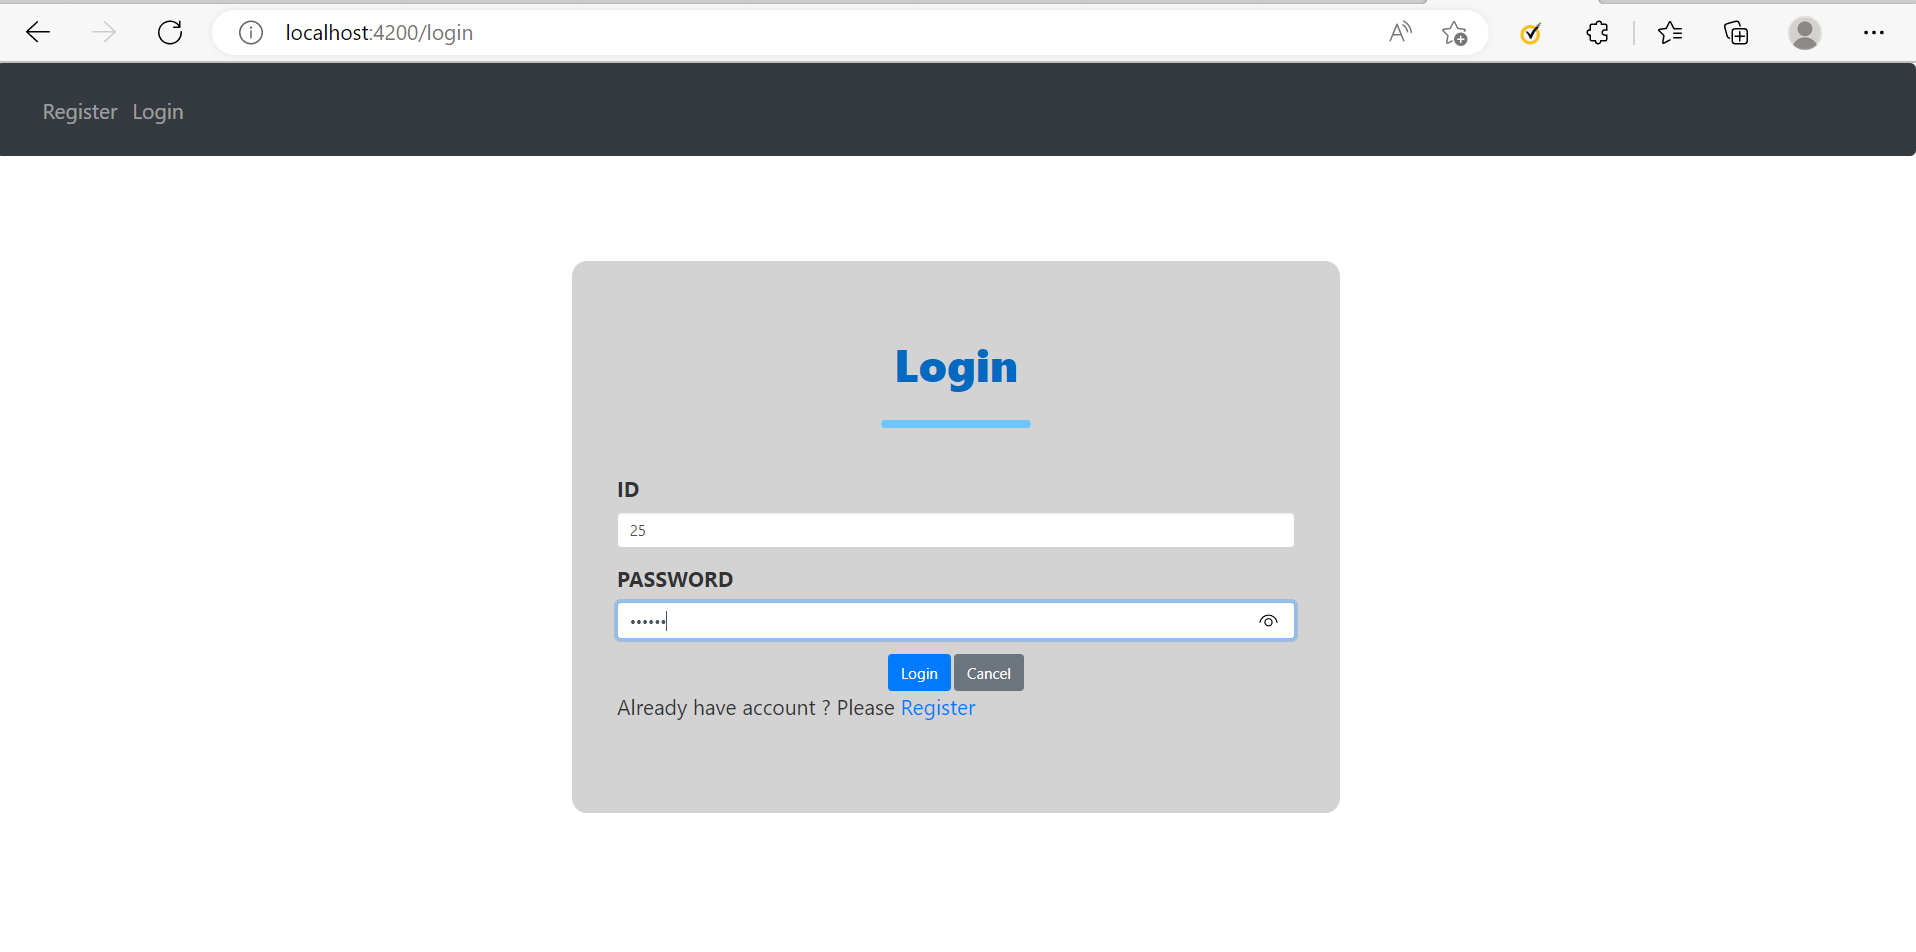 localhost:4200/login
Register Login
Login
ID
25
PASSWORD
••••••
Login Cancel
Already have account ? Please Register